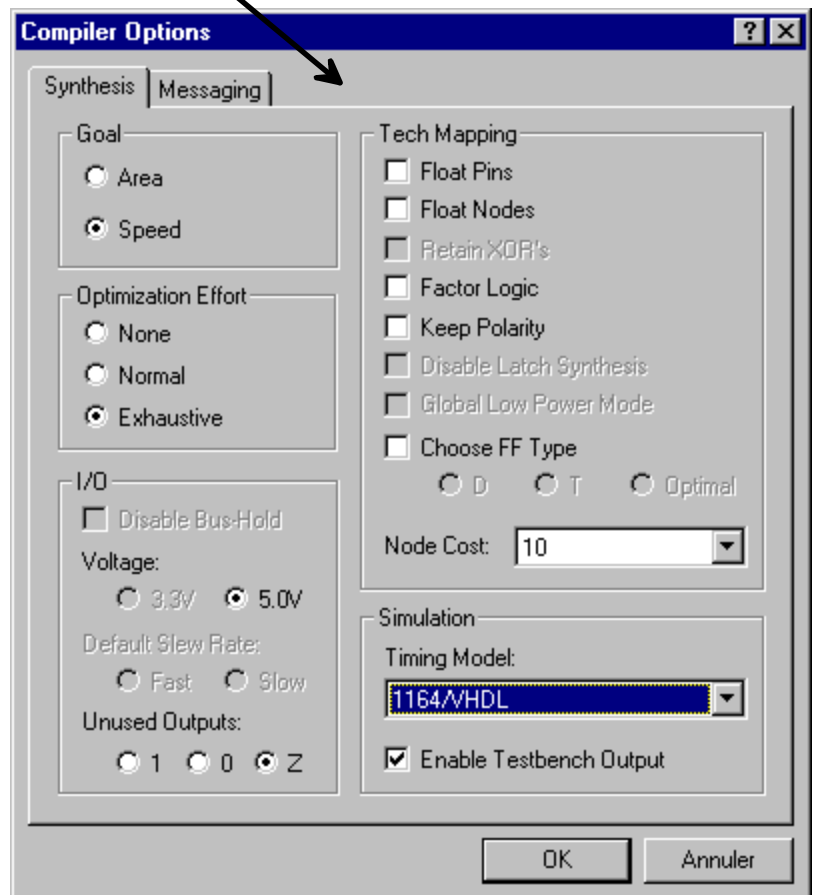 Compiler Options
Synthesis Messaging
Goal
Area
Speed
Optimization Effort
None
Normal
Exhaustive
I/O
Disable Bus-Hold
Voltage:
3.3V 5.0V
Default Slew Rate:
Fast Slow
Unused Outputs:
1 0 Z
Tech Mapping
Float Pins
Float Nodes
Retain XOR's
Factor Logic
Keep Polarity
Disable Latch Synthesis
Global Low Power Mode
Choose FF Type
D T Optimal
Node Cost: 10
Simulation
Timing Model:
1164/VHDL
Enable Testbench Output
OK Annuler